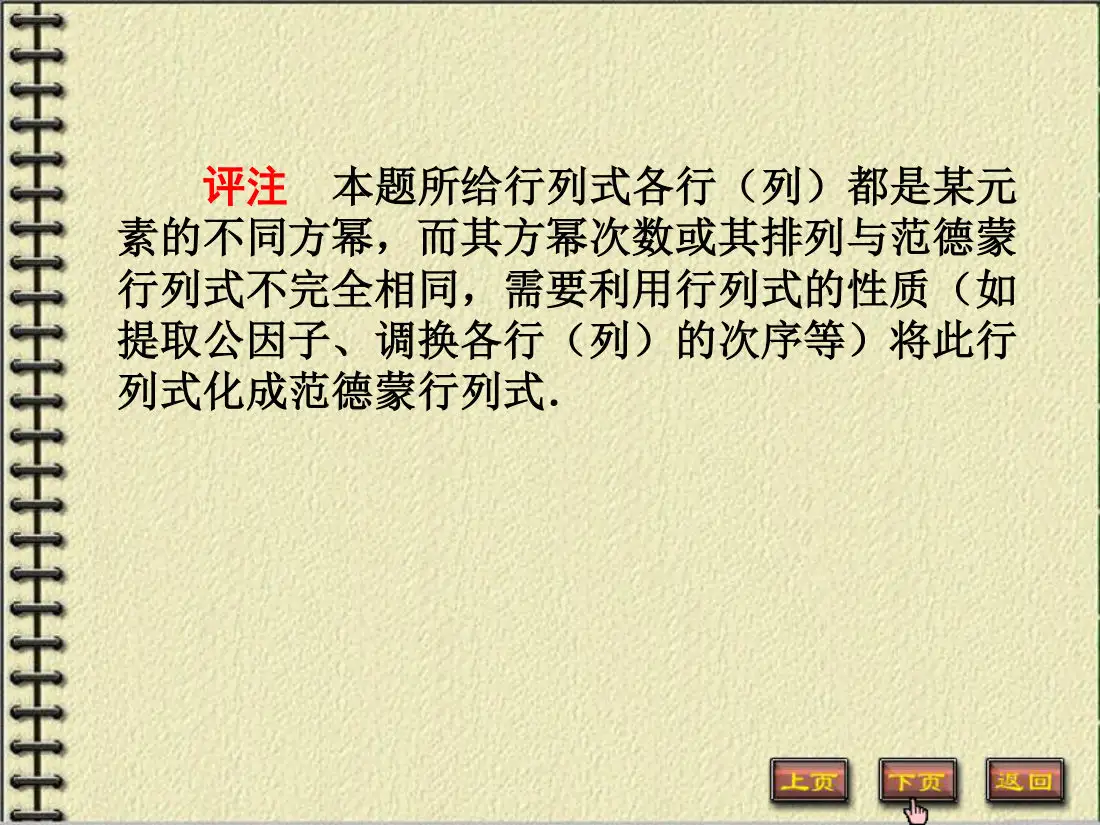 评注 本题所给行列式各行（列）都是某元
素的不同方幂，而其方幂次数或其排列与范德蒙
行列式不完全相同，需要利用行列式的性质（如
提取公因子、调换各行（列）的次序等）将此行
列式化成范德蒙行列式．
上页 下页 返回